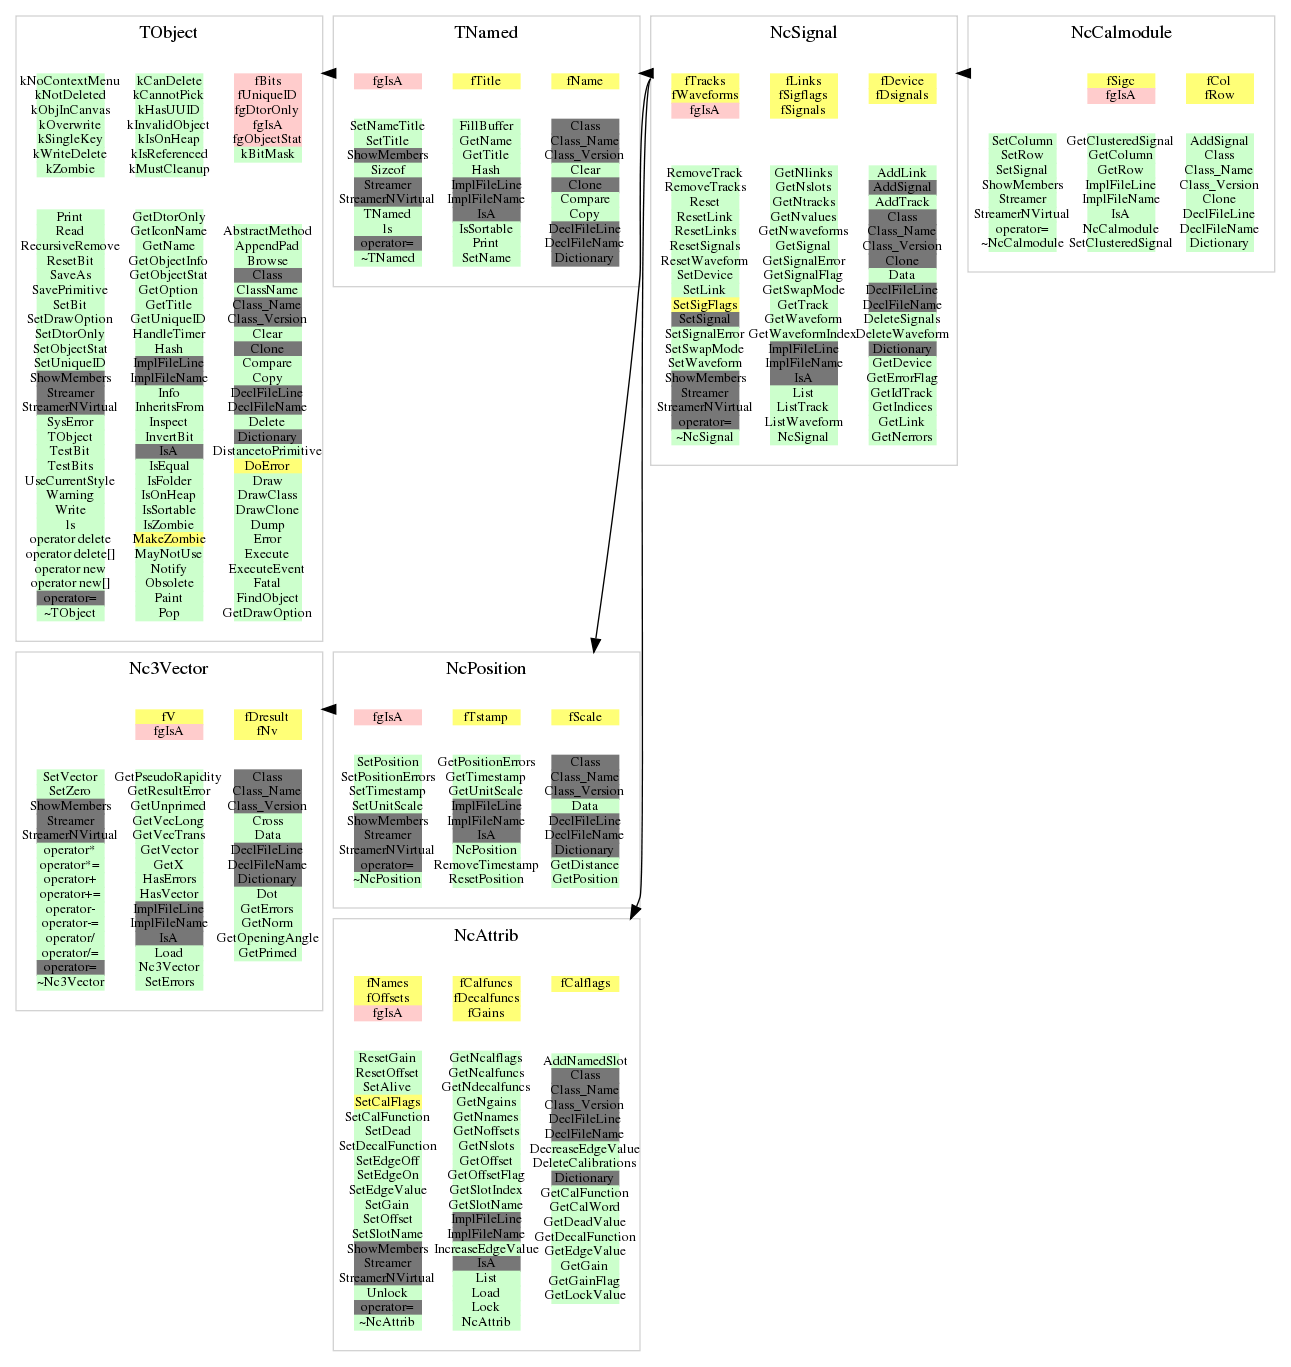 TObject
kNoContextMenu
kNotDeleted
kObjInCanvas
kOverwrite
kSingleKey
kWriteDelete
kZombie
kCanDelete
kCannotPick
kHasUUID
kInvalidObject
kIsOnHeap
kIsReferenced
kMustCleanup
fBits
fUniqueID
fgDtorOnly
fgIsA
fgObjectStat
kBitMask
Print
Read
RecursiveRemove
ResetBit
SaveAs
SavePrimitive
SetBit
SetDrawOption
SetDtorOnly
SetObjectStat
SetUniqueID
ShowMembers
Streamer
StreamerNVirtual
SysError
TObject
TestBit
TestBits
UseCurrentStyle
Warning
Write
ls
operator delete
operator delete[]
operator new
operator new[]
operator=
~TObject
GetDtorOnly
GetIconName
GetName
GetObjectInfo
GetObjectStat
GetOption
GetTitle
GetUniqueID
HandleTimer
Hash
ImplFileLine
ImplFileName
Info
InheritsFrom
Inspect
InvertBit
IsA
IsEqual
IsFolder
IsOnHeap
IsSortable
IsZombie
MakeZombie
MayNotUse
Notify
Obsolete
Paint
Pop
AbstractMethod
AppendPad
Browse
Class
ClassName
Class_Name
Class_Version
Clear
Clone
Compare
Copy
DeclFileLine
DeclFileName
Delete
Dictionary
DistancetoPrimitive
DoError
Draw
DrawClass
DrawClone
Dump
Error
Execute
ExecuteEvent
Fatal
FindObject
GetDrawOption
TNamed
fgIsA
fTitle
fName
SetNameTitle
SetTitle
ShowMembers
Sizeof
Streamer
StreamerNVirtual
TNamed
ls
operator=
~TNamed
FillBuffer
GetName
GetTitle
Hash
ImplFileLine
ImplFileName
IsA
IsSortable
Print
SetName
Class
Class_Name
Class_Version
Clear
Clone
Compare
Copy
DeclFileLine
DeclFileName
Dictionary
NcSignal
fTracks
fWaveforms
fgIsA
fLinks
fSigflags
fSignals
fDevice
fDsignals
RemoveTrack
RemoveTracks
Reset
ResetLink
ResetLinks
ResetSignals
ResetWaveform
SetDevice
SetLink
SetSigFlags
SetSignal
SetSignalError
SetSwapMode
SetWaveform
ShowMembers
Streamer
StreamerNVirtual
operator=
~NcSignal
GetNlinks
GetNslots
GetNtracks
GetNvalues
GetNwaveforms
GetSignal
GetSignalError
GetSignalFlag
GetSwapMode
GetTrack
GetWaveform
GetWaveformIndex
ImplFileLine
ImplFileName
IsA
List
ListTrack
ListWaveform
NcSignal
AddLink
AddSignal
AddTrack
Class
Class_Name
Class_Version
Clone
Data
DeclFileLine
DeclFileName
DeleteSignals
DeleteWaveform
Dictionary
GetDevice
GetErrorFlag
GetIdTrack
GetIndices
GetLink
GetNerrors
NcCalmodule
fSigc
fgIsA
fCol
fRow
SetColumn
SetRow
SetSignal
ShowMembers
Streamer
StreamerNVirtual
operator=
~NcCalmodule
GetClusteredSignal
GetColumn
GetRow
ImplFileLine
ImplFileName
IsA
NcCalmodule
SetClusteredSignal
AddSignal
Class
Class_Name
Class_Version
Clone
DeclFileLine
DeclFileName
Dictionary
Nc3Vector
fV
fgIsA
fDresult
fNv
SetVector
SetZero
ShowMembers
Streamer
StreamerNVirtual
operator*
operator*=
operator+
operator+=
operator-
operator-=
operator/
operator/=
operator=
~Nc3Vector
GetPseudoRapidity
GetResultError
GetUnprimed
GetVecLong
GetVecTrans
GetVector
GetX
HasErrors
HasVector
ImplFileLine
ImplFileName
IsA
Load
Nc3Vector
SetErrors
Class
Class_Name
Class_Version
Cross
Data
DeclFileLine
DeclFileName
Dictionary
Dot
GetErrors
GetNorm
GetOpeningAngle
GetPrimed
NcPosition
fgIsA
fTstamp
fScale
SetPosition
SetPositionErrors
SetTimestamp
SetUnitScale
ShowMembers
Streamer
StreamerNVirtual
operator=
~NcPosition
GetPositionErrors
GetTimestamp
GetUnitScale
ImplFileLine
ImplFileName
IsA
NcPosition
RemoveTimestamp
ResetPosition
Class
Class_Name
Class_Version
Data
DeclFileLine
DeclFileName
Dictionary
GetDistance
GetPosition
NcAttrib
fNames
fOffsets
fgIsA
fCalfuncs
fDecalfuncs
fGains
fCalflags
ResetGain
ResetOffset
SetAlive
SetCalFlags
SetCalFunction
SetDead
SetDecalFunction
SetEdgeOff
SetEdgeOn
SetEdgeValue
SetGain
SetOffset
SetSlotName
ShowMembers
Streamer
StreamerNVirtual
Unlock
operator=
~NcAttrib
GetNcalflags
GetNcalfuncs
GetNdecalfuncs
GetNgains
GetNnames
GetNoffsets
GetNslots
GetOffset
GetOffsetFlag
GetSlotIndex
GetSlotName
ImplFileLine
ImplFileName
IncreaseEdgeValue
IsA
List
Load
Lock
NcAttrib
AddNamedSlot
Class
Class_Name
Class_Version
DeclFileLine
DeclFileName
DecreaseEdgeValue
DeleteCalibrations
Dictionary
GetCalFunction
GetCalWord
GetDeadValue
GetDecalFunction
GetEdgeValue
GetGain
GetGainFlag
GetLockValue